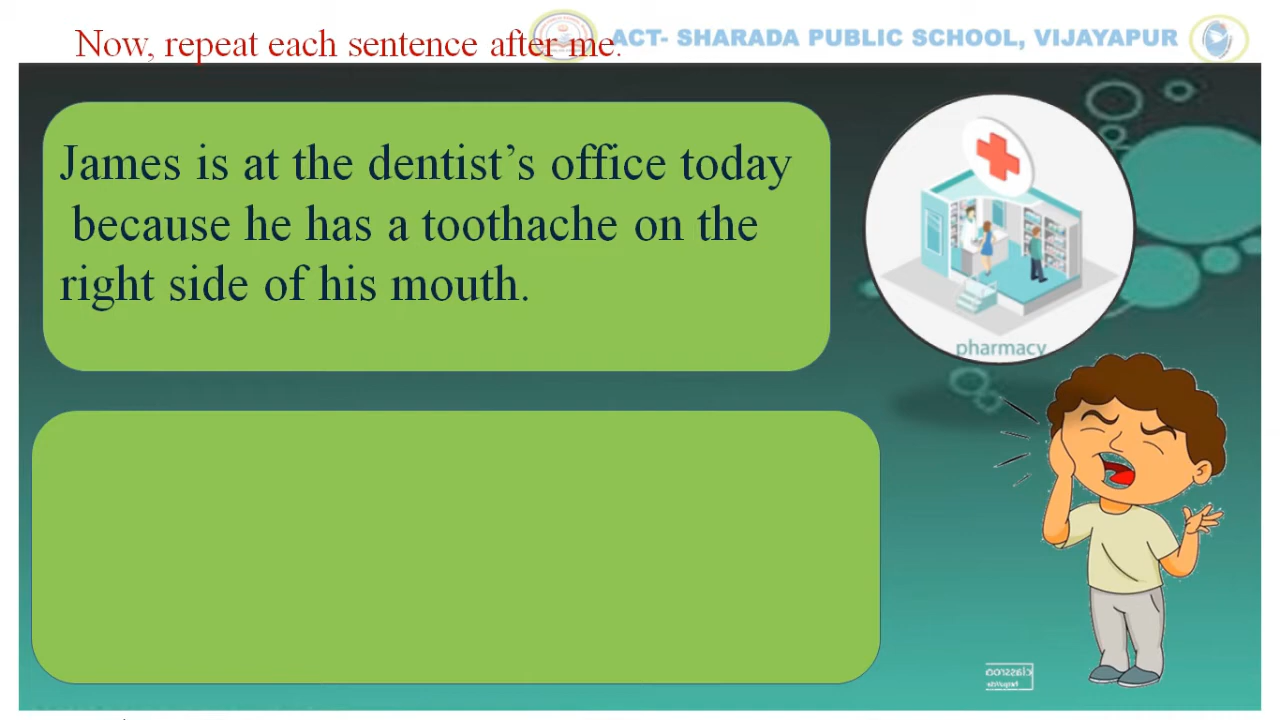 Now, repeat each sentence after me.
ACT- SHARADA PUBLIC SCHOOL, VIJAYAPUR
James is at the dentist’s office today
because he has a toothache on the
right side of his mouth.
pharmacy